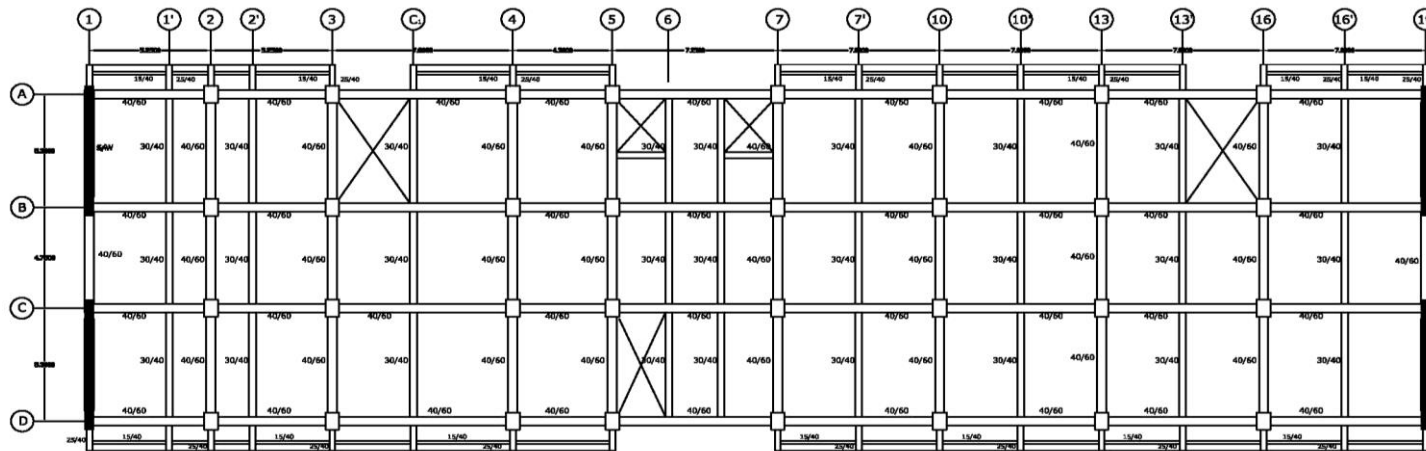 1 1' 2 2' 3 C₁ 4 5 6 7 7' 10 10' 13 13' 16 16' 19
15/40 25/40 15/40 25/40 15/40 25/40 15/40 25/40 15/40 25/40 15/40 25/40 15/40 25/40
A
40/60 40/60 40/60 40/60 40/60 40/60 40/60 40/60 40/60 40/60
S/W 30/40 40/60 30/40 40/60 30/40 40/60 40/60 30/40 30/40 40/60 30/40 40/60 30/40 40/60 30/40 40/60 30/40
B
40/60 40/60 40/60 40/60 40/60 40/60 40/60 40/60 40/60
40/60 30/40 40/60 30/40 40/60 30/40 40/60 40/60 30/40 30/40 40/60 30/40 40/60 30/40 40/60 30/40 40/60 30/40 40/60
C
40/60 40/60 40/60 40/60 40/60 40/60 40/60 40/60 40/60 40/60
30/40 40/60 30/40 40/60 30/40 40/60 40/60 30/40 30/40 40/60 30/40 40/60 30/40 40/60 30/40 40/60 30/40
D
40/60 40/60 40/60 40/60 40/60 40/60 40/60 40/60 40/60
25/40 15/40 25/40 15/40 25/40 15/40 25/40 15/40 25/40 15/40 25/40 15/40 25/40 15/40 25/40